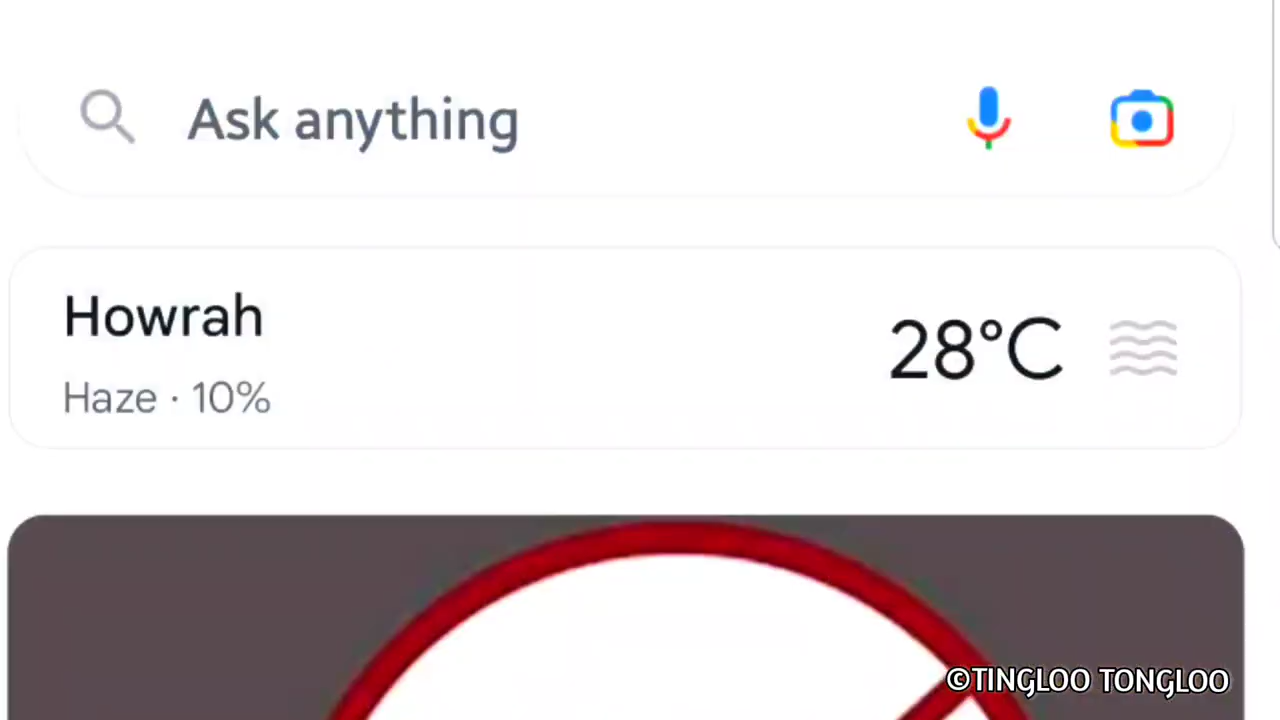 Ask anything
Howrah
28°C
Haze · 10%
©TINGLOO TONGLOO